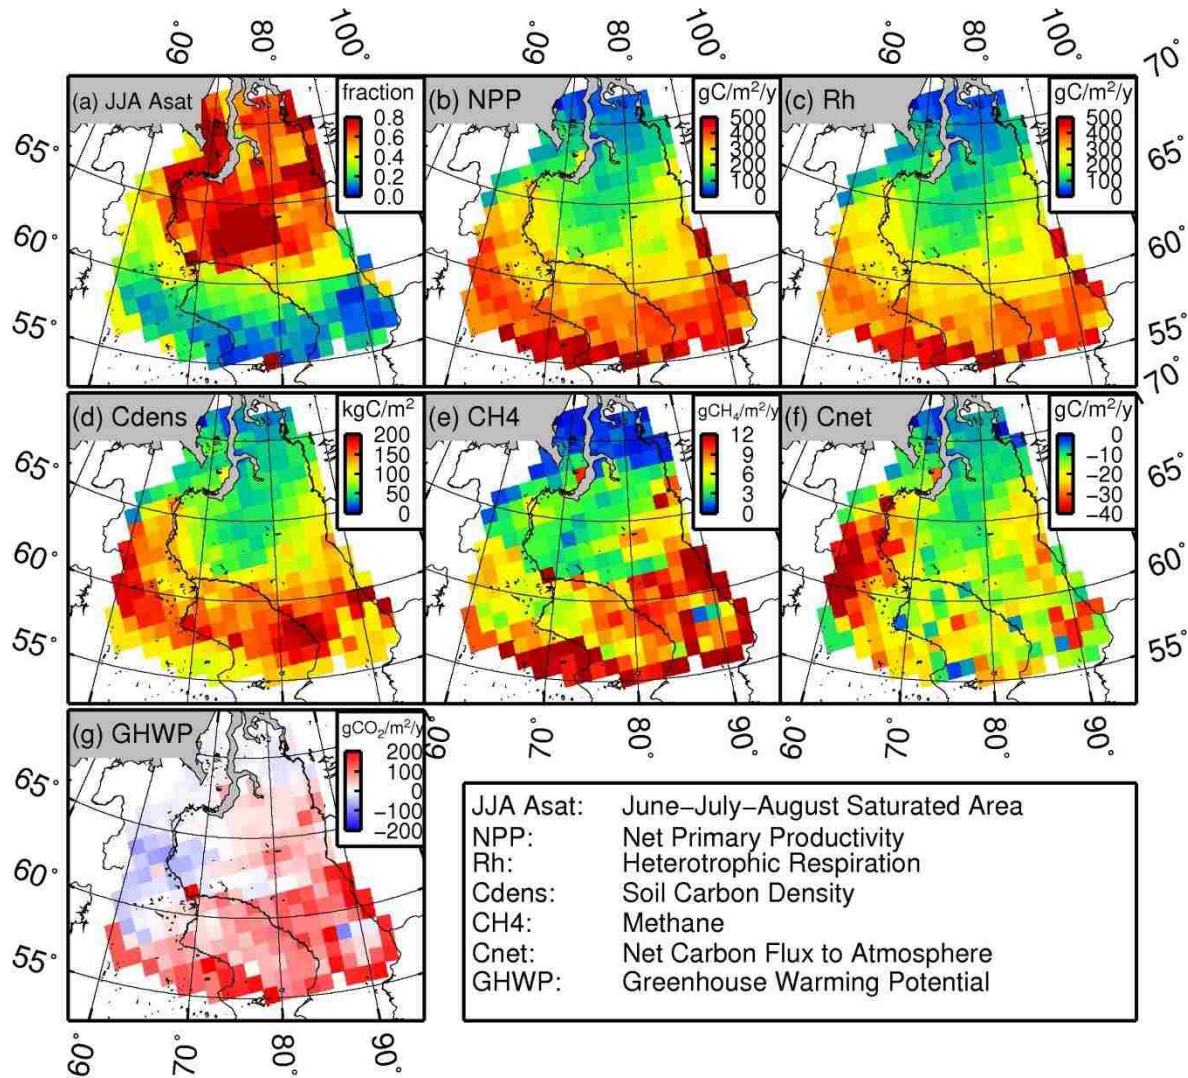 60° 80° 100° 60° 80° 100° 60° 80° 100° 70°
(a) JJA Asat
fraction
0.8
0.6
0.4
0.2
0.0
(b) NPP
gC/m²/y
500
400
300
200
100
0
(c) Rh
gC/m²/y
500
400
300
200
100
0
65° 65°
60° 60°
55° 55°
70°
(d) Cdens
kgC/m²
200
150
100
50
0
(e) CH4
gCH₄/m²/y
12
9
6
3
0
(f) Cnet
gC/m²/y
0
−10
−20
−30
−40
65° 65°
60° 60°
55° 55°
(g) GHWP
gCO₂/m²/y
200
100
0
−100
−200
60° 70° 80° 90° 70° 80° 90°
65°
60°
55°
60° 70° 80° 90°
JJA Asat: June−July−August Saturated Area
NPP: Net Primary Productivity
Rh: Heterotrophic Respiration
Cdens: Soil Carbon Density
CH4: Methane
Cnet: Net Carbon Flux to Atmosphere
GHWP: Greenhouse Warming Potential